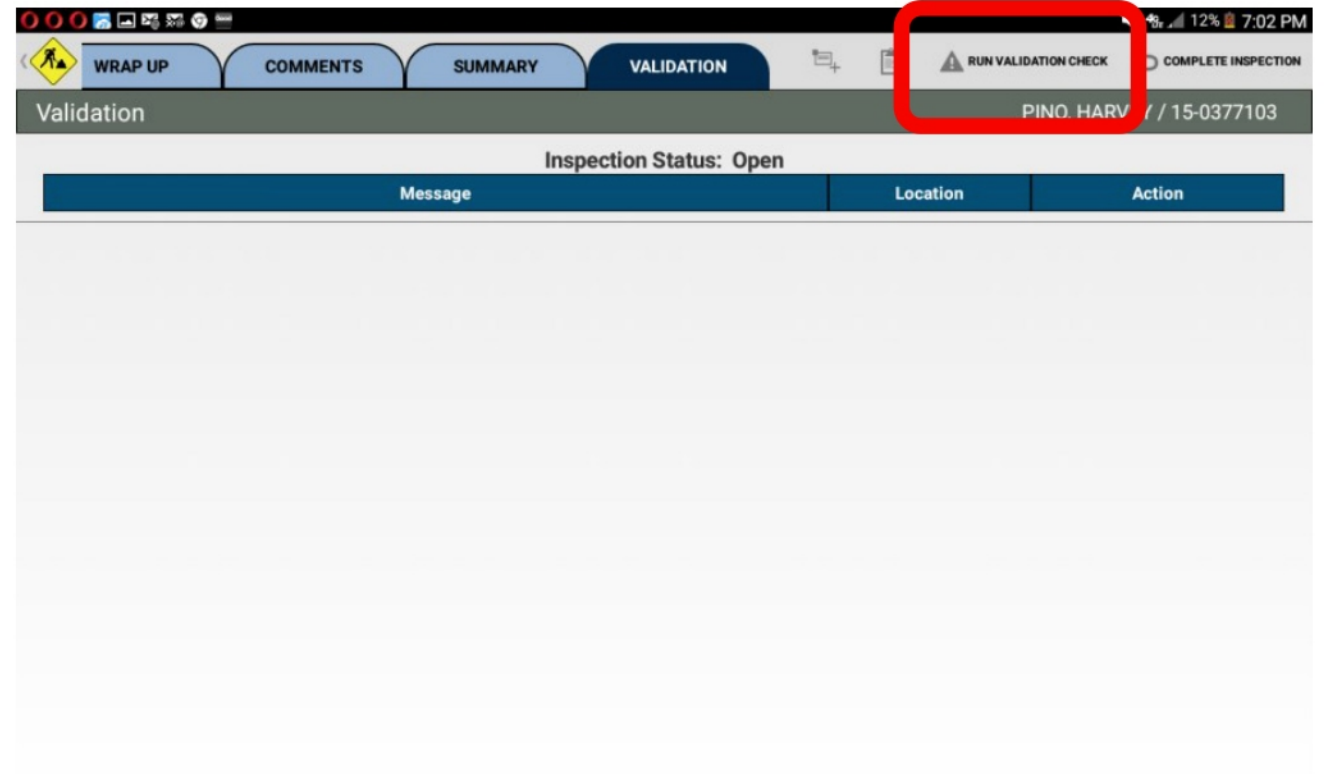 12% 7:02 PM
WRAP UP COMMENTS SUMMARY VALIDATION RUN VALIDATION CHECK COMPLETE INSPECTION
Validation PINO, HARV Y / 15-0377103
Inspection Status: Open
Message Location Action